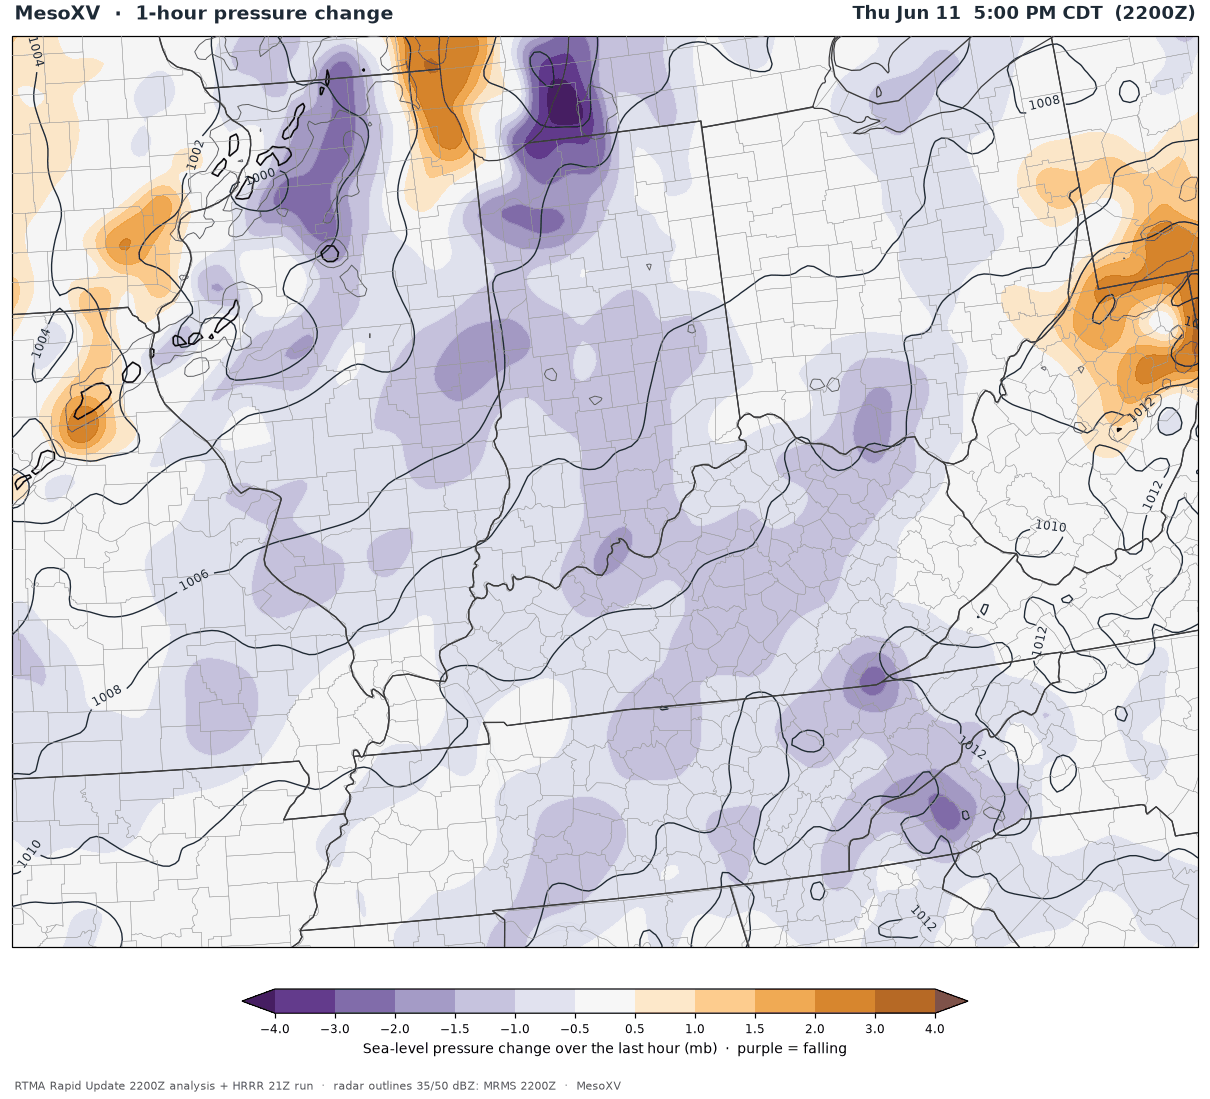 MesoXV · 1-hour pressure change
Thu Jun 11 5:00 PM CDT (2200Z)
1004
1002
1000
1008
1004
1012
1012
1010
1006
1012
1008
1012
1010
1012
−4.0 −3.0 −2.0 −1.5 −1.0 −0.5 0.5 1.0 1.5 2.0 3.0 4.0
Sea-level pressure change over the last hour (mb) · purple = falling
RTMA Rapid Update 2200Z analysis + HRRR 21Z run · radar outlines 35/50 dBZ: MRMS 2200Z · MesoXV